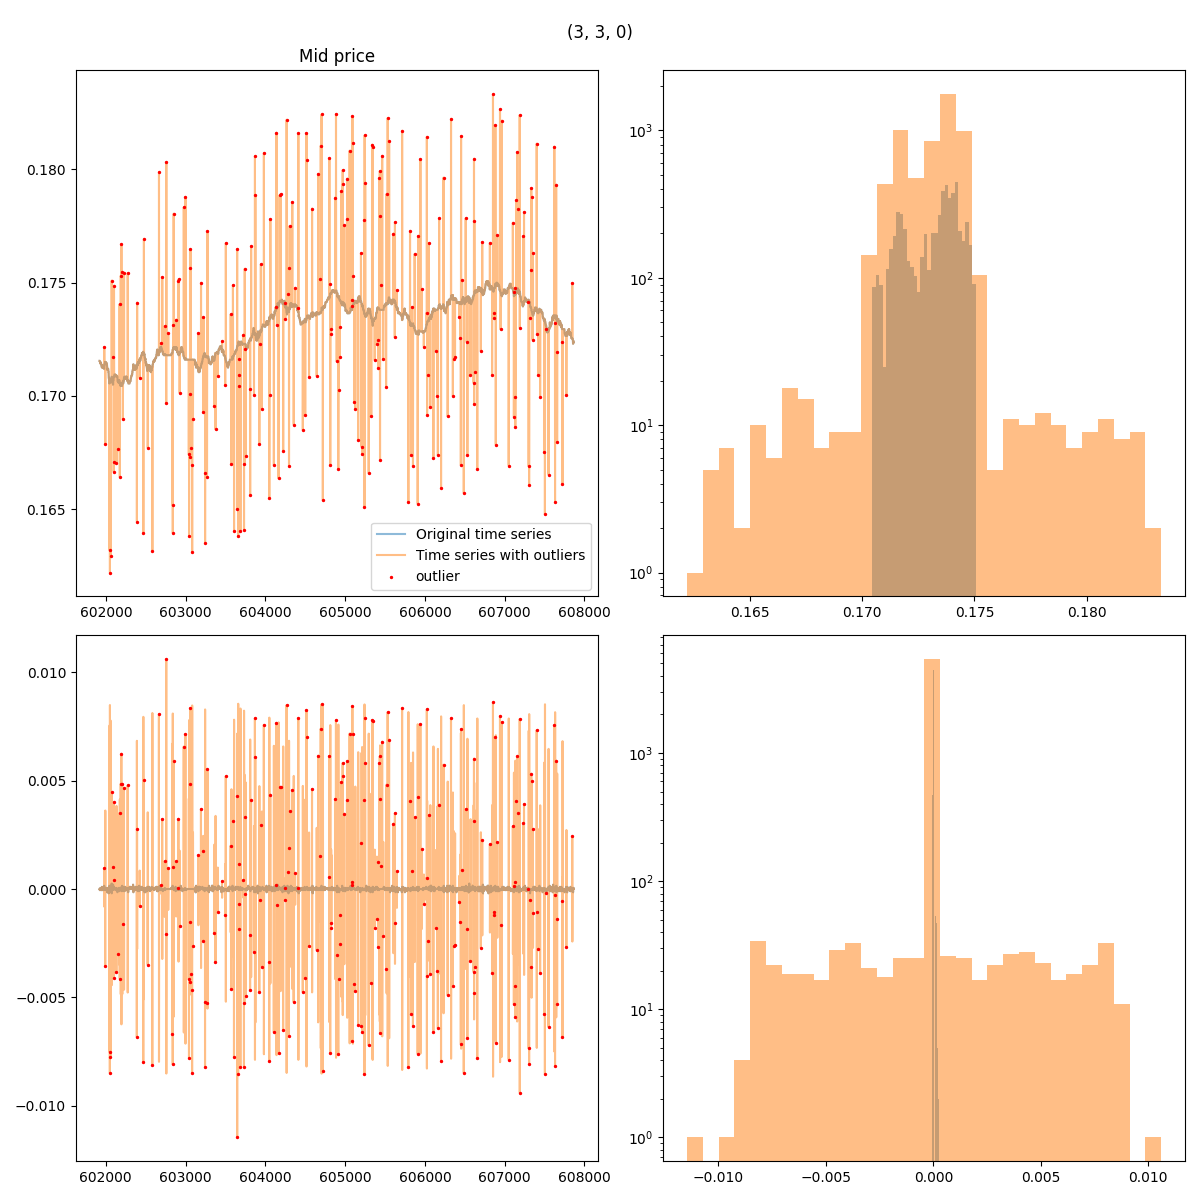 (3, 3, 0)
Mid price
0.180
0.175
0.170
0.165
Original time series
Time series with outliers
outlier
602000 603000 604000 605000 606000 607000 608000
10³
10²
10¹
10⁰
0.165 0.170 0.175 0.180
0.010
0.005
0.000
−0.005
−0.010
602000 603000 604000 605000 606000 607000 608000
10³
10²
10¹
10⁰
−0.010 −0.005 0.000 0.005 0.010